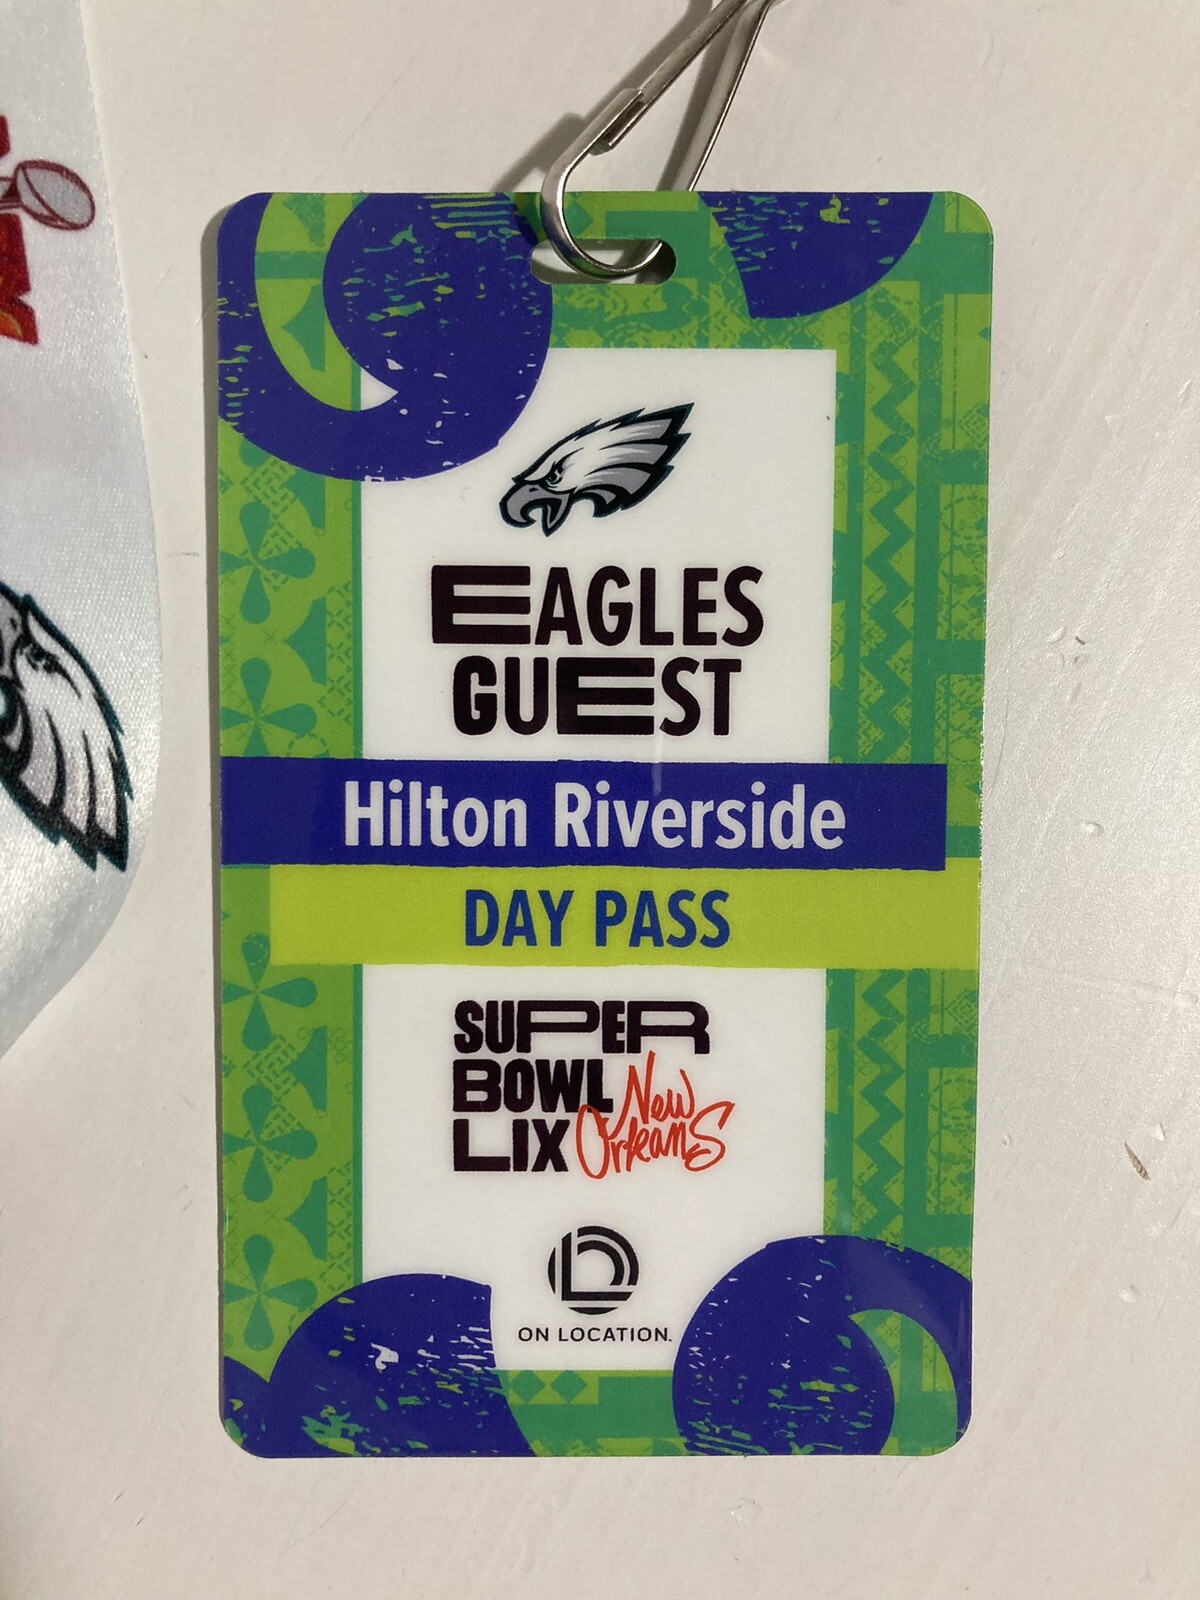 EAGLES
GUEST
Hilton Riverside
DAY PASS
SUPER
BOWL New
LIX Orleans
ON LOCATION.